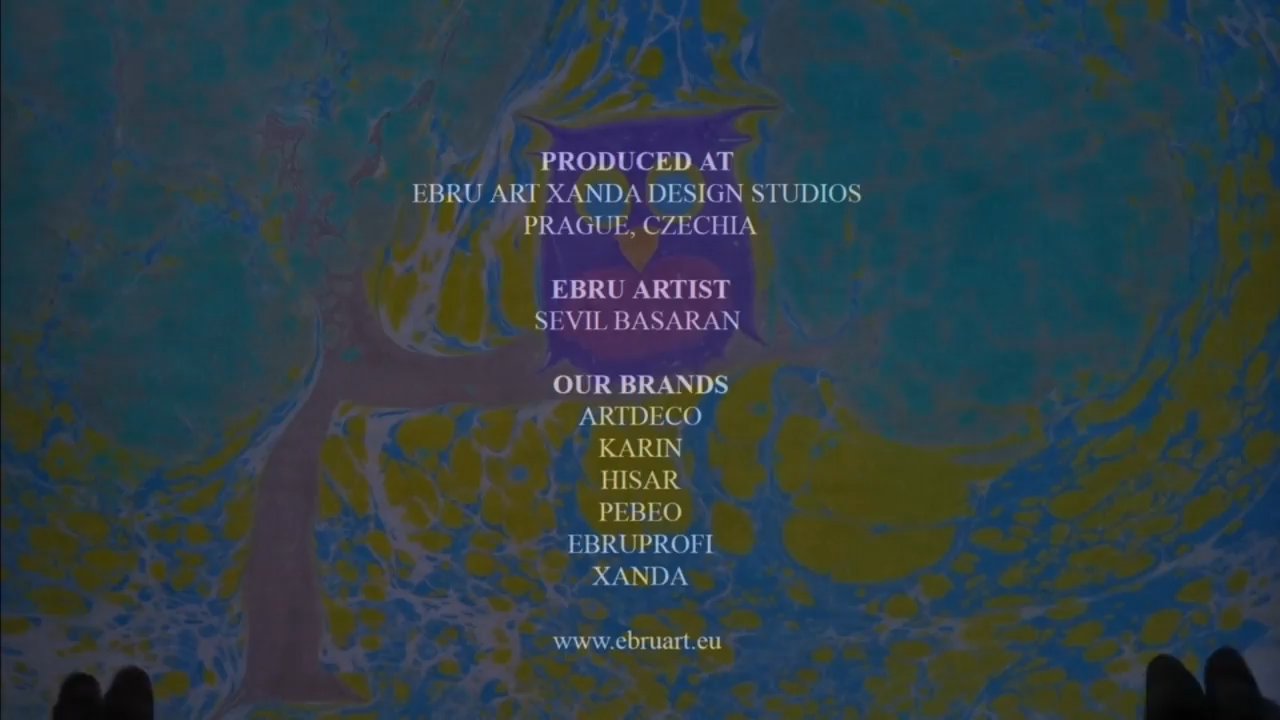 PRODUCED AT
EBRU ART XANDA DESIGN STUDIOS
PRAGUE, CZECHIA
EBRU ARTIST
SEVIL BASARAN
OUR BRANDS
ARTDECO
KARIN
HISAR
PEBEO
EBRUPROFI
XANDA
www.ebruart.eu